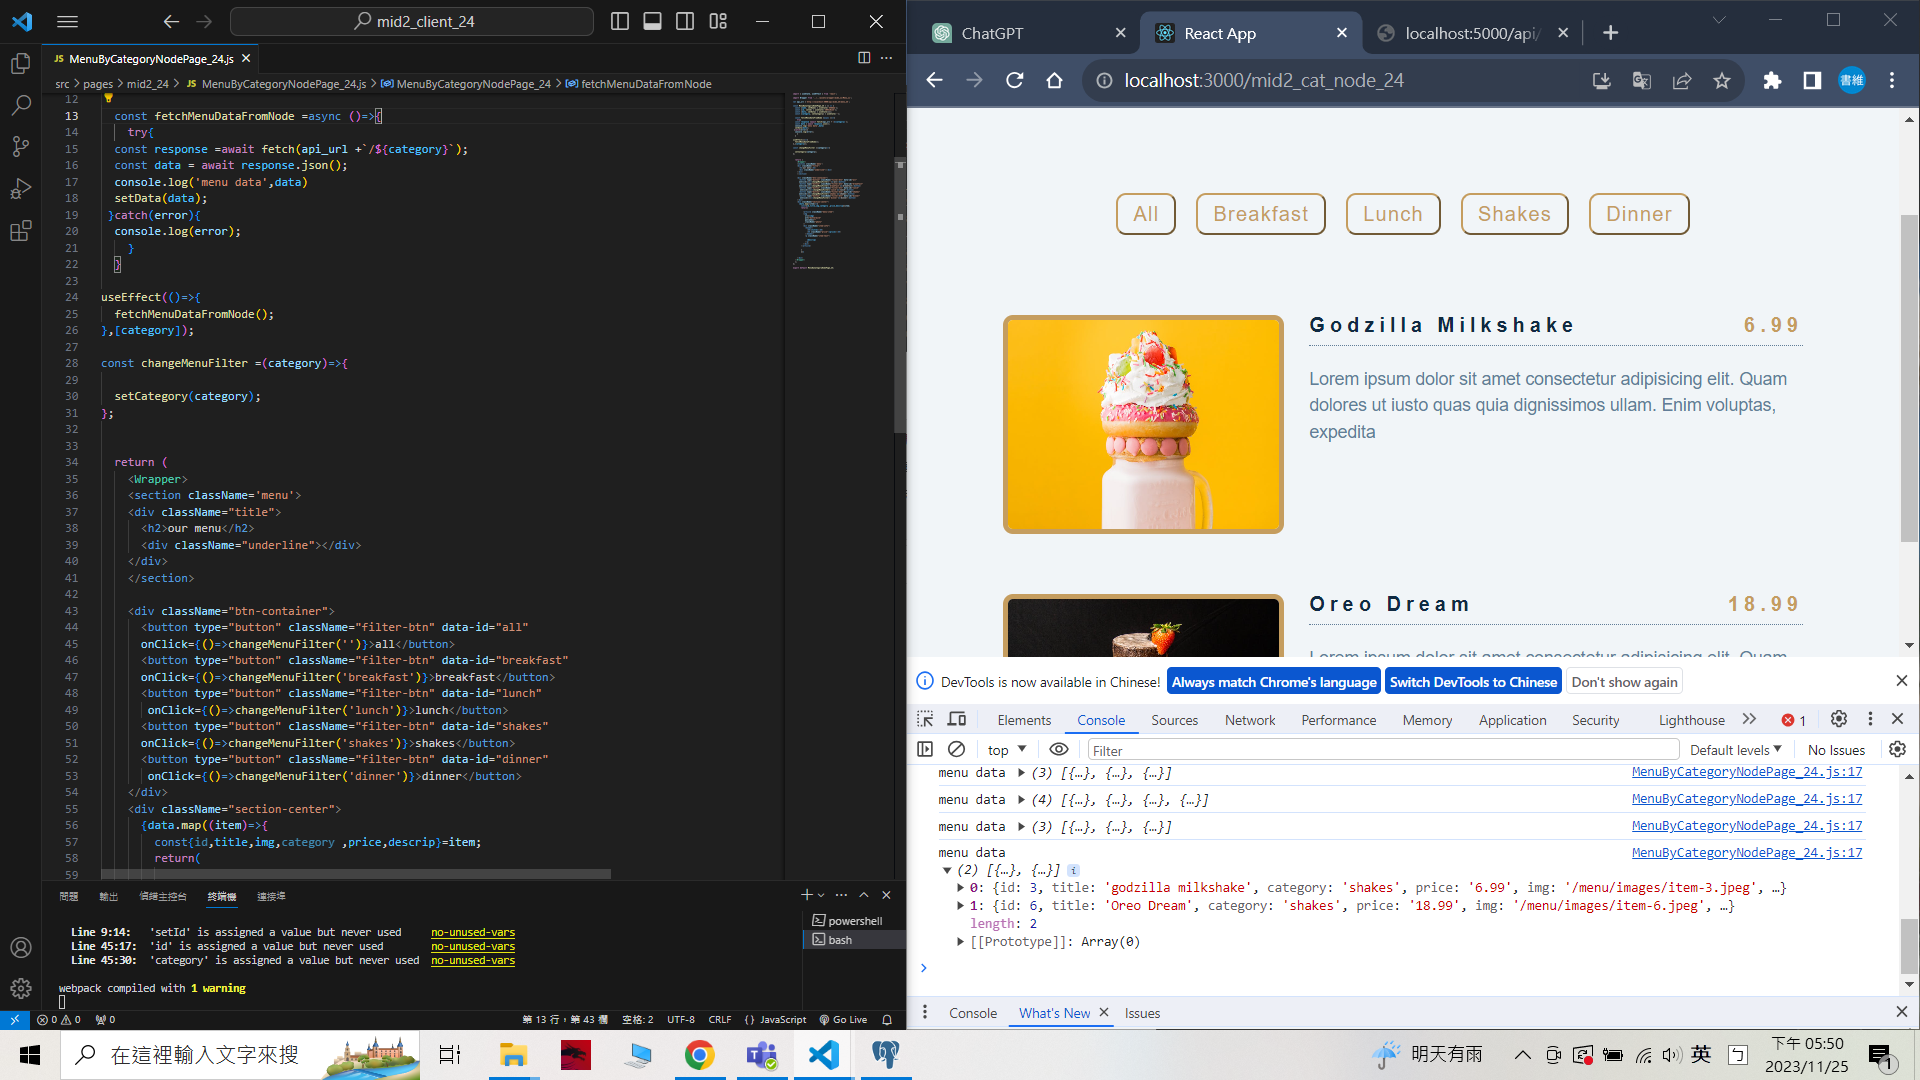 mid2_client_24
JS MenuByCategoryNodePage_24.js
src > pages > mid2_24 > JS MenuByCategoryNodePage_24.js > MenuByCategoryNodePage_24 > fetchMenuDataFromNode
12
13 const fetchMenuDataFromNode =async ()=>{
14 try{
15 const response =await fetch(api_url +`/${category}`);
16 const data = await response.json();
17 console.log('menu data',data)
18 setData(data);
19 }catch(error){
20 console.log(error);
21 }
22 }
23
24 useEffect(()=>{
25 fetchMenuDataFromNode();
26 },[category]);
27
28 const changeMenuFilter =(category)=>{
29
30 setCategory(category);
31 };
32
33
34 return (
35 <Wrapper>
36 <section className='menu'>
37 <div className="title">
38 <h2>our menu</h2>
39 <div className="underline"></div>
40 </div>
41 </section>
42
43 <div className="btn-container">
44 <button type="button" className="filter-btn" data-id="all"
45 onClick={()=>changeMenuFilter('')}>all</button>
46 <button type="button" className="filter-btn" data-id="breakfast"
47 onClick={()=>changeMenuFilter('breakfast')}>breakfast</button>
48 <button type="button" className="filter-btn" data-id="lunch"
49 onClick={()=>changeMenuFilter('lunch')}>lunch</button>
50 <button type="button" className="filter-btn" data-id="shakes"
51 onClick={()=>changeMenuFilter('shakes')}>shakes</button>
52 <button type="button" className="filter-btn" data-id="dinner"
53 onClick={()=>changeMenuFilter('dinner')}>dinner</button>
54 </div>
55 <div className="section-center">
56 {data.map((item)=>{
57 const{id,title,img,category ,price,descrip}=item;
58 return(
59
問題 輸出 偵錯主控台 終端機 連接埠
powershell
bash
Line 9:14: 'setId' is assigned a value but never used no-unused-vars
Line 45:17: 'id' is assigned a value but never used no-unused-vars
Line 45:30: 'category' is assigned a value but never used no-unused-vars
webpack compiled with 1 warning
0 0 0 第 13 行，第 43 欄 空格: 2 UTF-8 CRLF {} JavaScript Go Live
ChatGPT React App localhost:5000/api/
localhost:3000/mid2_cat_node_24 書維
All Breakfast Lunch Shakes Dinner
Godzilla Milkshake 6.99
Lorem ipsum dolor sit amet consectetur adipisicing elit. Quam
dolores ut iusto quas quia dignissimos ullam. Enim voluptas,
expedita
Oreo Dream 18.99
Lorem ipsum dolor sit amet consectetur adipisicing elit. Quam
DevTools is now available in Chinese! Always match Chrome's language Switch DevTools to Chinese Don't show again
Elements Console Sources Network Performance Memory Application Security Lighthouse 1
top Filter Default levels No Issues
menu data (3) [{…}, {…}, {…}] MenuByCategoryNodePage_24.js:17
menu data (4) [{…}, {…}, {…}, {…}] MenuByCategoryNodePage_24.js:17
menu data (3) [{…}, {…}, {…}] MenuByCategoryNodePage_24.js:17
menu data MenuByCategoryNodePage_24.js:17
(2) [{…}, {…}] i
0: {id: 3, title: 'godzilla milkshake', category: 'shakes', price: '6.99', img: '/menu/images/item-3.jpeg', …}
1: {id: 6, title: 'Oreo Dream', category: 'shakes', price: '18.99', img: '/menu/images/item-6.jpeg', …}
length: 2
[[Prototype]]: Array(0)
Console What's New Issues
在這裡輸入文字來搜 明天有雨 英 ㄅ 下午 05:50
2023/11/25 1